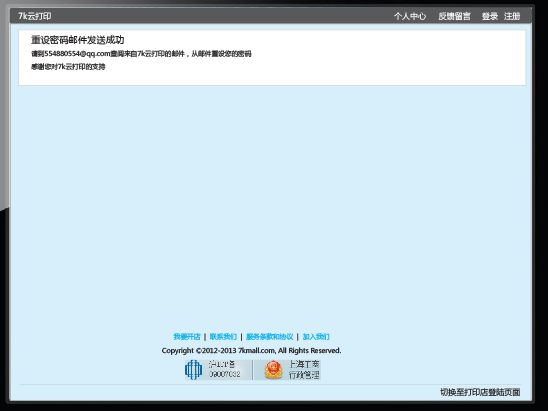 7k云打印
个人中心 反馈留言 登录 注册
重设密码邮件发送成功
请到554880554@qq.com查阅来自7k云打印的邮件，从邮件重设您的密码
感谢您对7k云打印的支持
我要开店 | 联系我们 | 服务条款和协议 | 加入我们
Copyright ©2012-2013 7kmall.com, All Rights Reserved.
沪ICP备 上海工商
09007032 行政管理
切换至打印店登陆页面